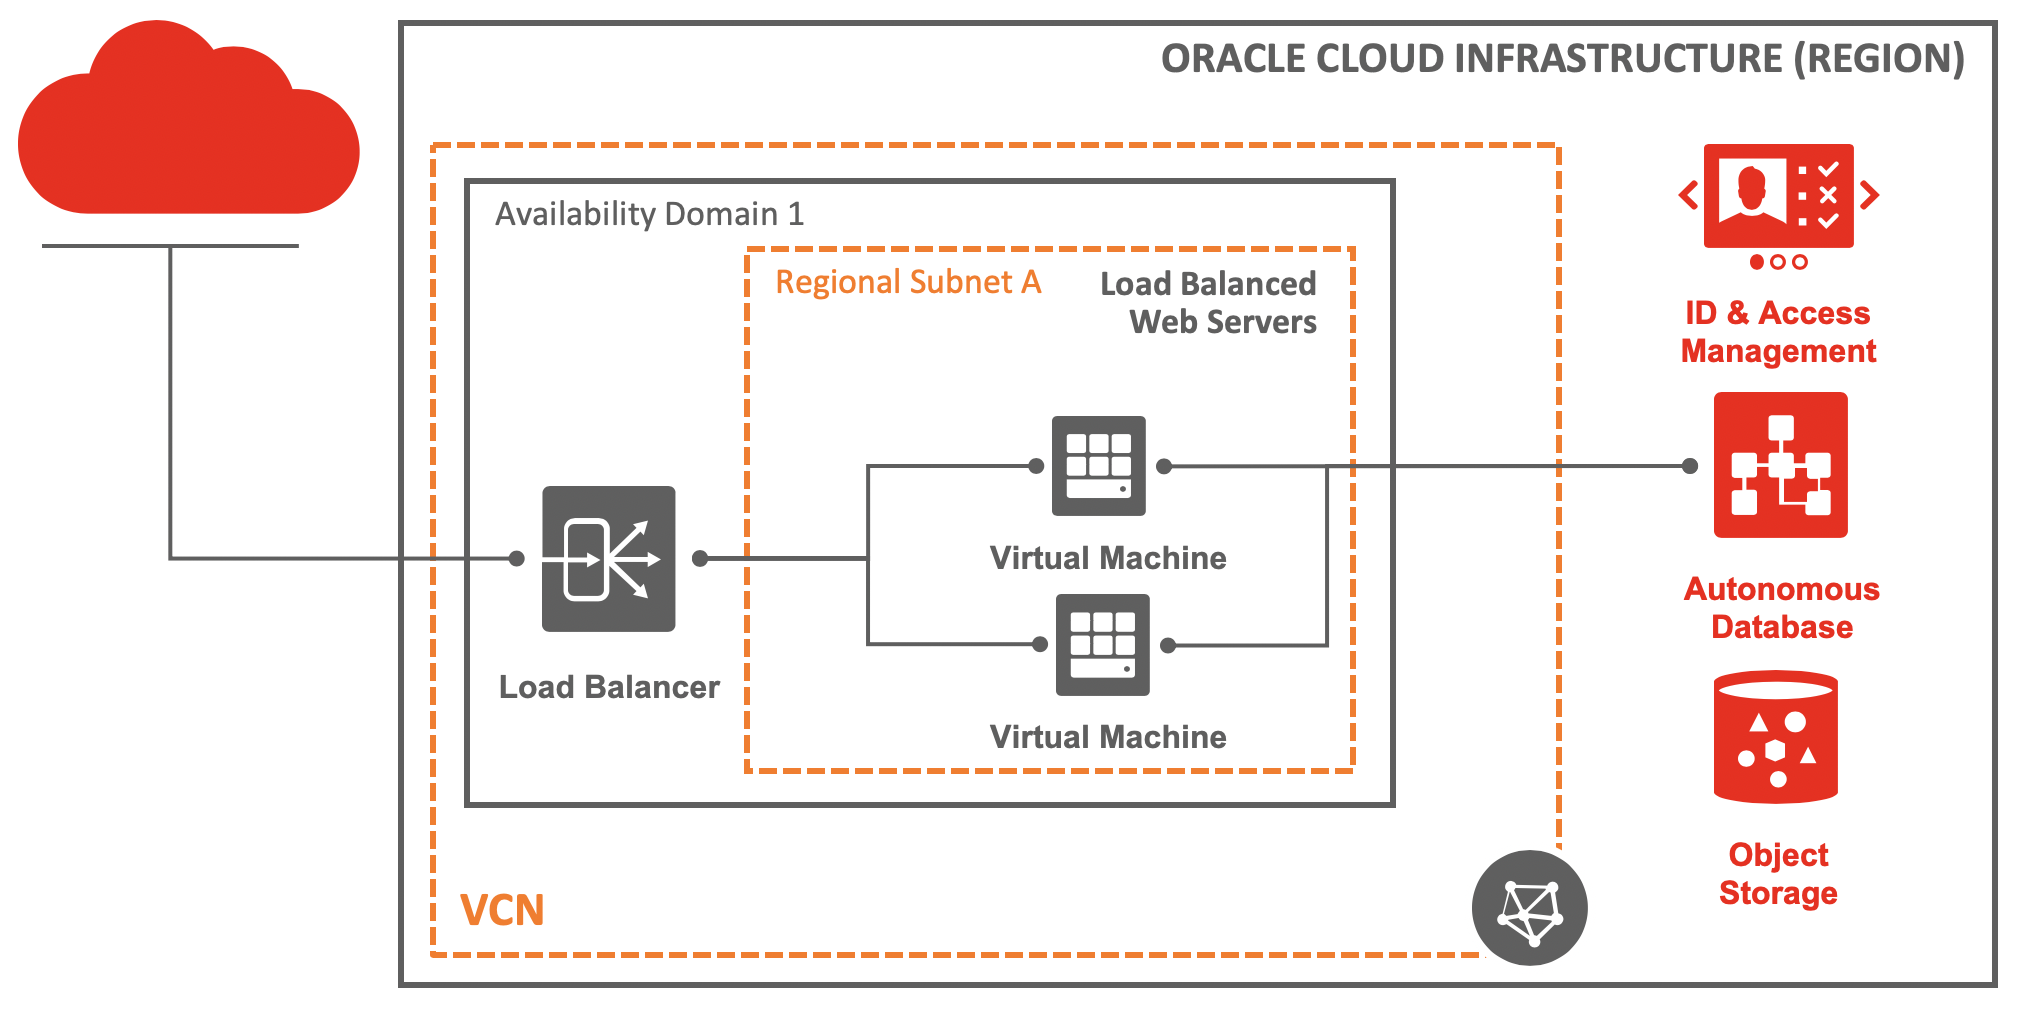 ORACLE CLOUD INFRASTRUCTURE (REGION)
Availability Domain 1
Regional Subnet A
Load Balanced
Web Servers
ID & Access
Management
Virtual Machine
Autonomous
Database
Load Balancer
Virtual Machine
Object
Storage
VCN